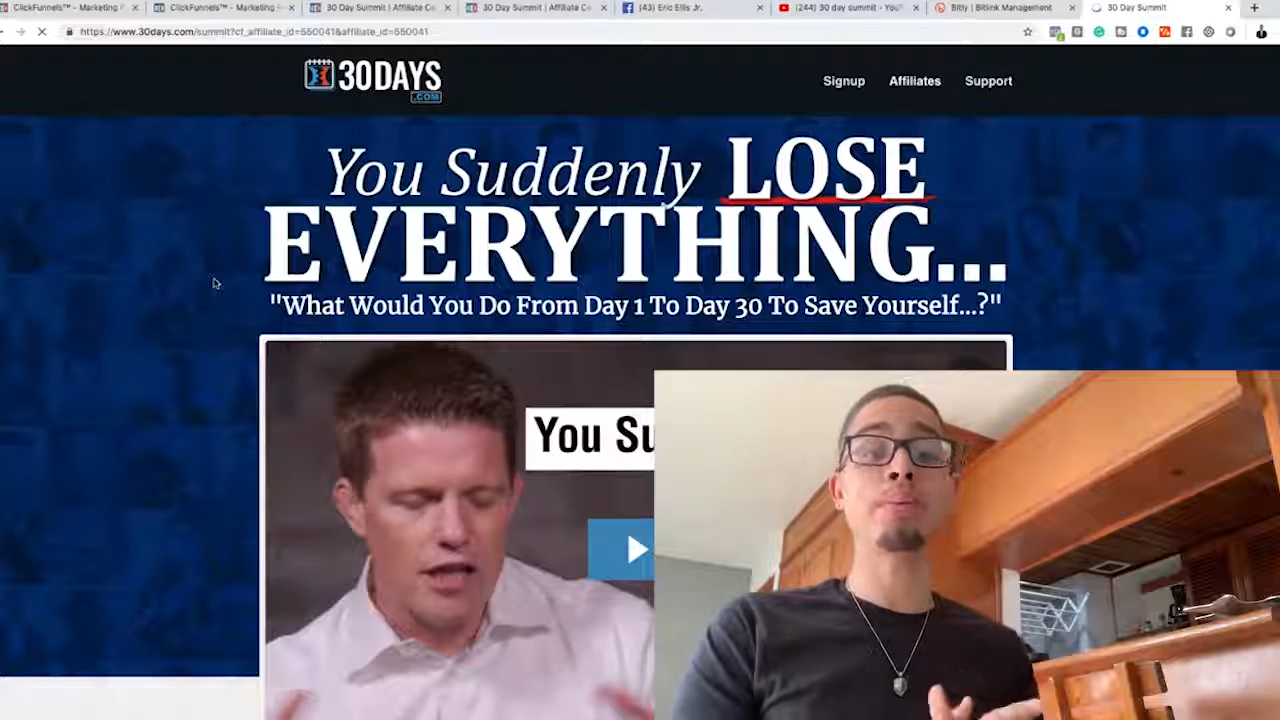 ClickFunnels™ - Marketing F
ClickFunnels™ - Marketing
30 Day Summit | Affiliate C
30 Day Summit | Affiliate C
(43) Eric Ellis Jr.
(244) 30 day summit - YouT
Bitly | Bitlink Management
30 Day Summit
https://www.30days.com/summit?cf_affiliate_id=550041&affiliate_id=550041
30DAYS
.COM
Signup
Affiliates
Support
You Suddenly LOSE
EVERYTHING...
"What Would You Do From Day 1 To Day 30 To Save Yourself...?"
You Su